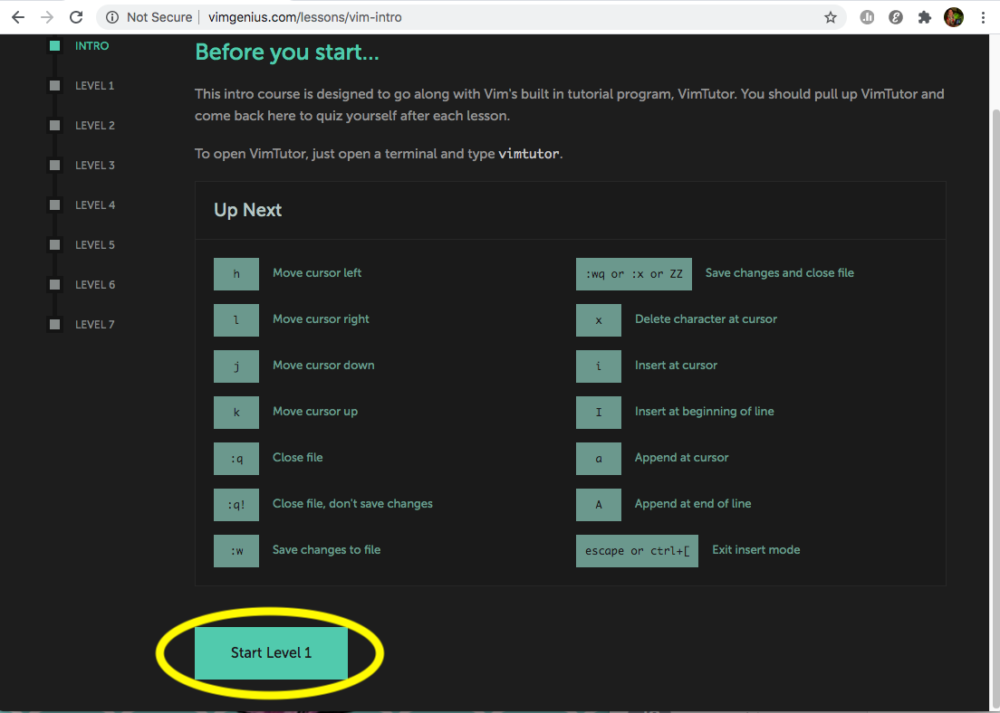 Not Secure | vimgenius.com/lessons/vim-intro
INTRO
LEVEL 1
LEVEL 2
LEVEL 3
LEVEL 4
LEVEL 5
LEVEL 6
LEVEL 7
Before you start...
This intro course is designed to go along with Vim's built in tutorial program, VimTutor. You should pull up VimTutor and
come back here to quiz yourself after each lesson.
To open VimTutor, just open a terminal and type vimtutor.
Up Next
h Move cursor left
l Move cursor right
j Move cursor down
k Move cursor up
:q Close file
:q! Close file, don't save changes
:w Save changes to file
:wq or :x or ZZ Save changes and close file
x Delete character at cursor
i Insert at cursor
I Insert at beginning of line
a Append at cursor
A Append at end of line
escape or ctrl+[ Exit insert mode
Start Level 1